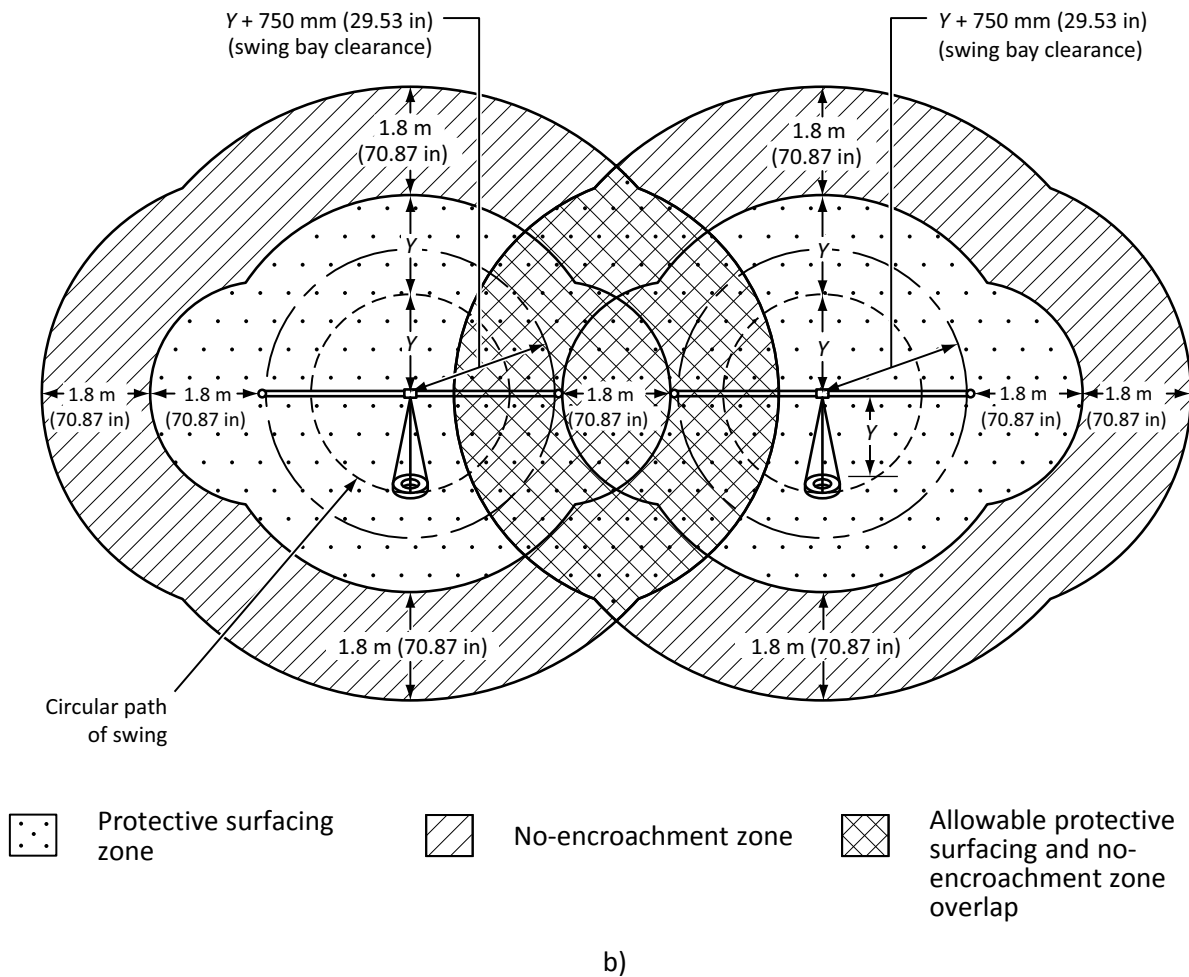 Y + 750 mm (29.53 in)
(swing bay clearance)
Y + 750 mm (29.53 in)
(swing bay clearance)
1.8 m
(70.87 in)
1.8 m
(70.87 in)
Y
Y
Y
Y
1.8 m
(70.87 in)
1.8 m
(70.87 in)
1.8 m
(70.87 in)
1.8 m
(70.87 in)
1.8 m
(70.87 in)
Y
1.8 m (70.87 in)
1.8 m (70.87 in)
Circular path
of swing
Protective surfacing
zone
No-encroachment zone
Allowable protective
surfacing and no-
encroachment zone
overlap
b)